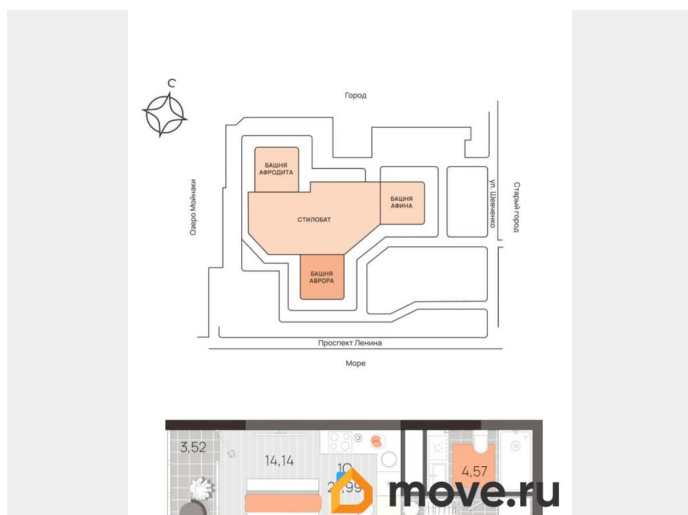 С
Город
БАШНЯ
АФРОДИТА
Озеро Мойнаки
БАШНЯ
АФИНА
ул. Шевченко
Старый город
СТИЛОБАТ
БАШНЯ
АВРОРА
Проспект Ленина
Море
3,52
14,14
4,57
move.ru